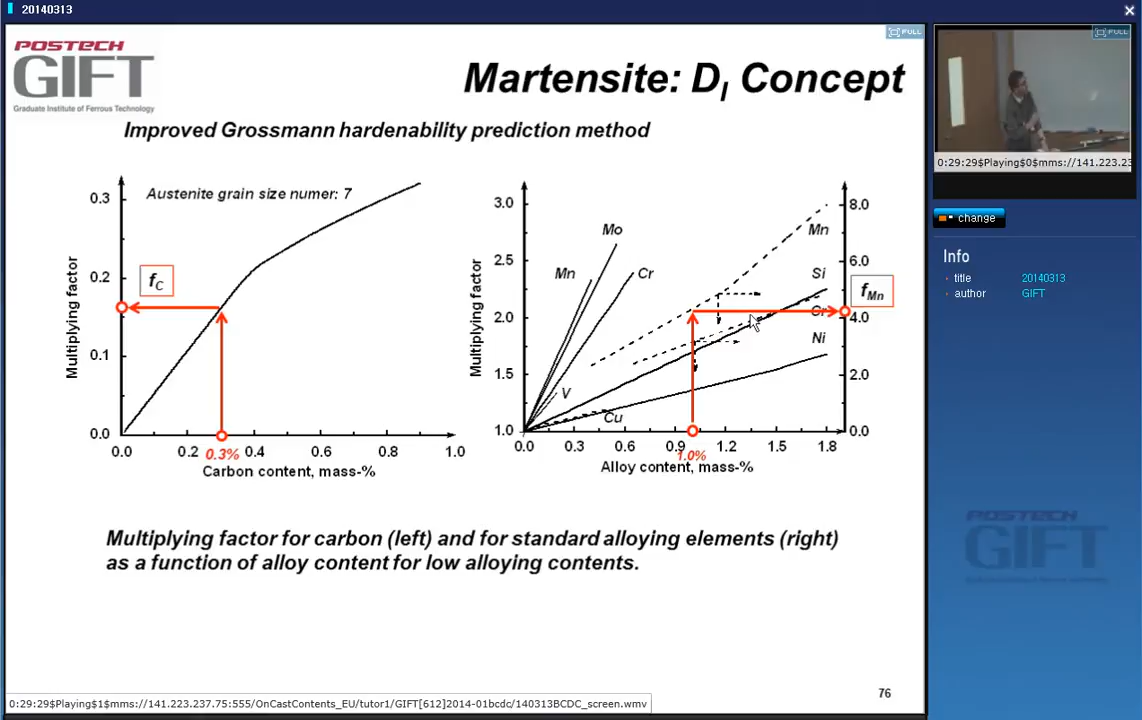 20140313
POSTECH
GIFT
Graduate Institute of Ferrous Technology
Martensite: DI Concept
Improved Grossmann hardenability prediction method
Austenite grain size numer: 7
0.3
0.2
0.1
0.0
Multiplying factor
fC
0.0 0.2 0.3% 0.4 0.6 0.8 1.0
Carbon content, mass-%
3.0
2.5
2.0
1.5
1.0
Multiplying factor
Mo
Mn
Cr
V
Cu
Mn
Si
Cr
Ni
8.0
6.0
4.0
2.0
0.0
fMn
0.0 0.3 0.6 0.9 1.2 1.5 1.8
1.0%
Alloy content, mass-%
Multiplying factor for carbon (left) and for standard alloying elements (right)
as a function of alloy content for low alloying contents.
76
0:29:29$Playing$1$mms://141.223.237.75:555/OnCastContents_EU/tutor1/GIFT[612]2014-01bcdc/140313BCDC_screen.wmv
FULL
FULL
0:29:29$Playing$0$mms://141.223.23
change
Info
title 20140313
author GIFT
POSTECH
GIFT